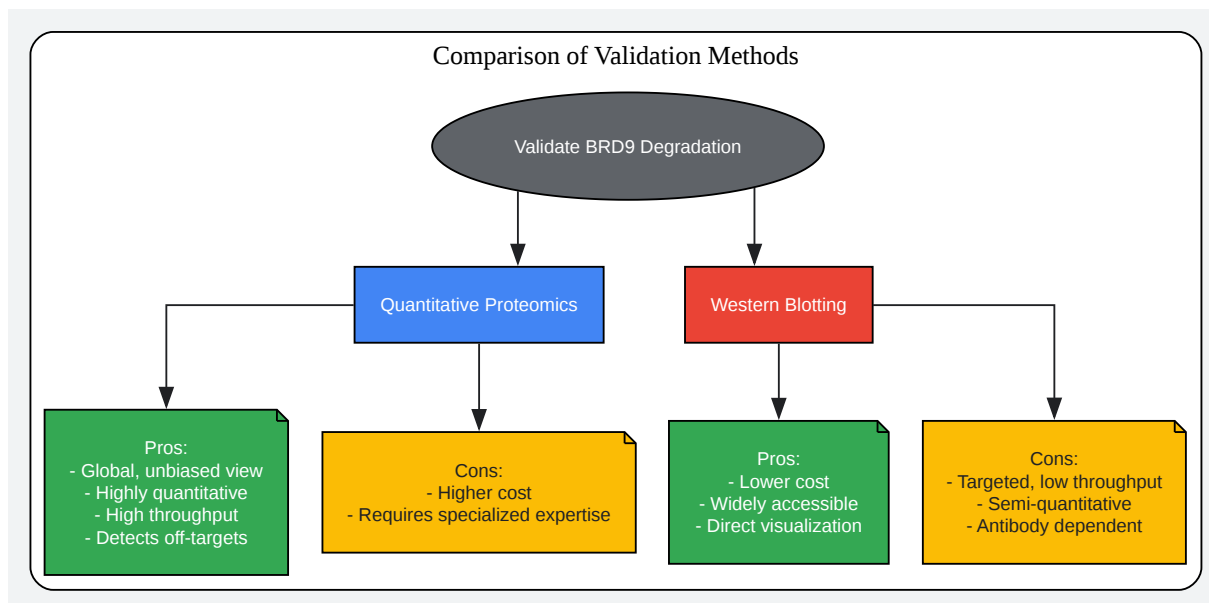 Comparison of Validation Methods
Validate BRD9 Degradation
Quantitative Proteomics
Western Blotting
Pros:
- Global, unbiased view
- Highly quantitative
- High throughput
- Detects off-targets
Cons:
- Higher cost
- Requires specialized expertise
Pros:
- Lower cost
- Widely accessible
- Direct visualization
Cons:
- Targeted, low throughput
- Semi-quantitative
- Antibody dependent